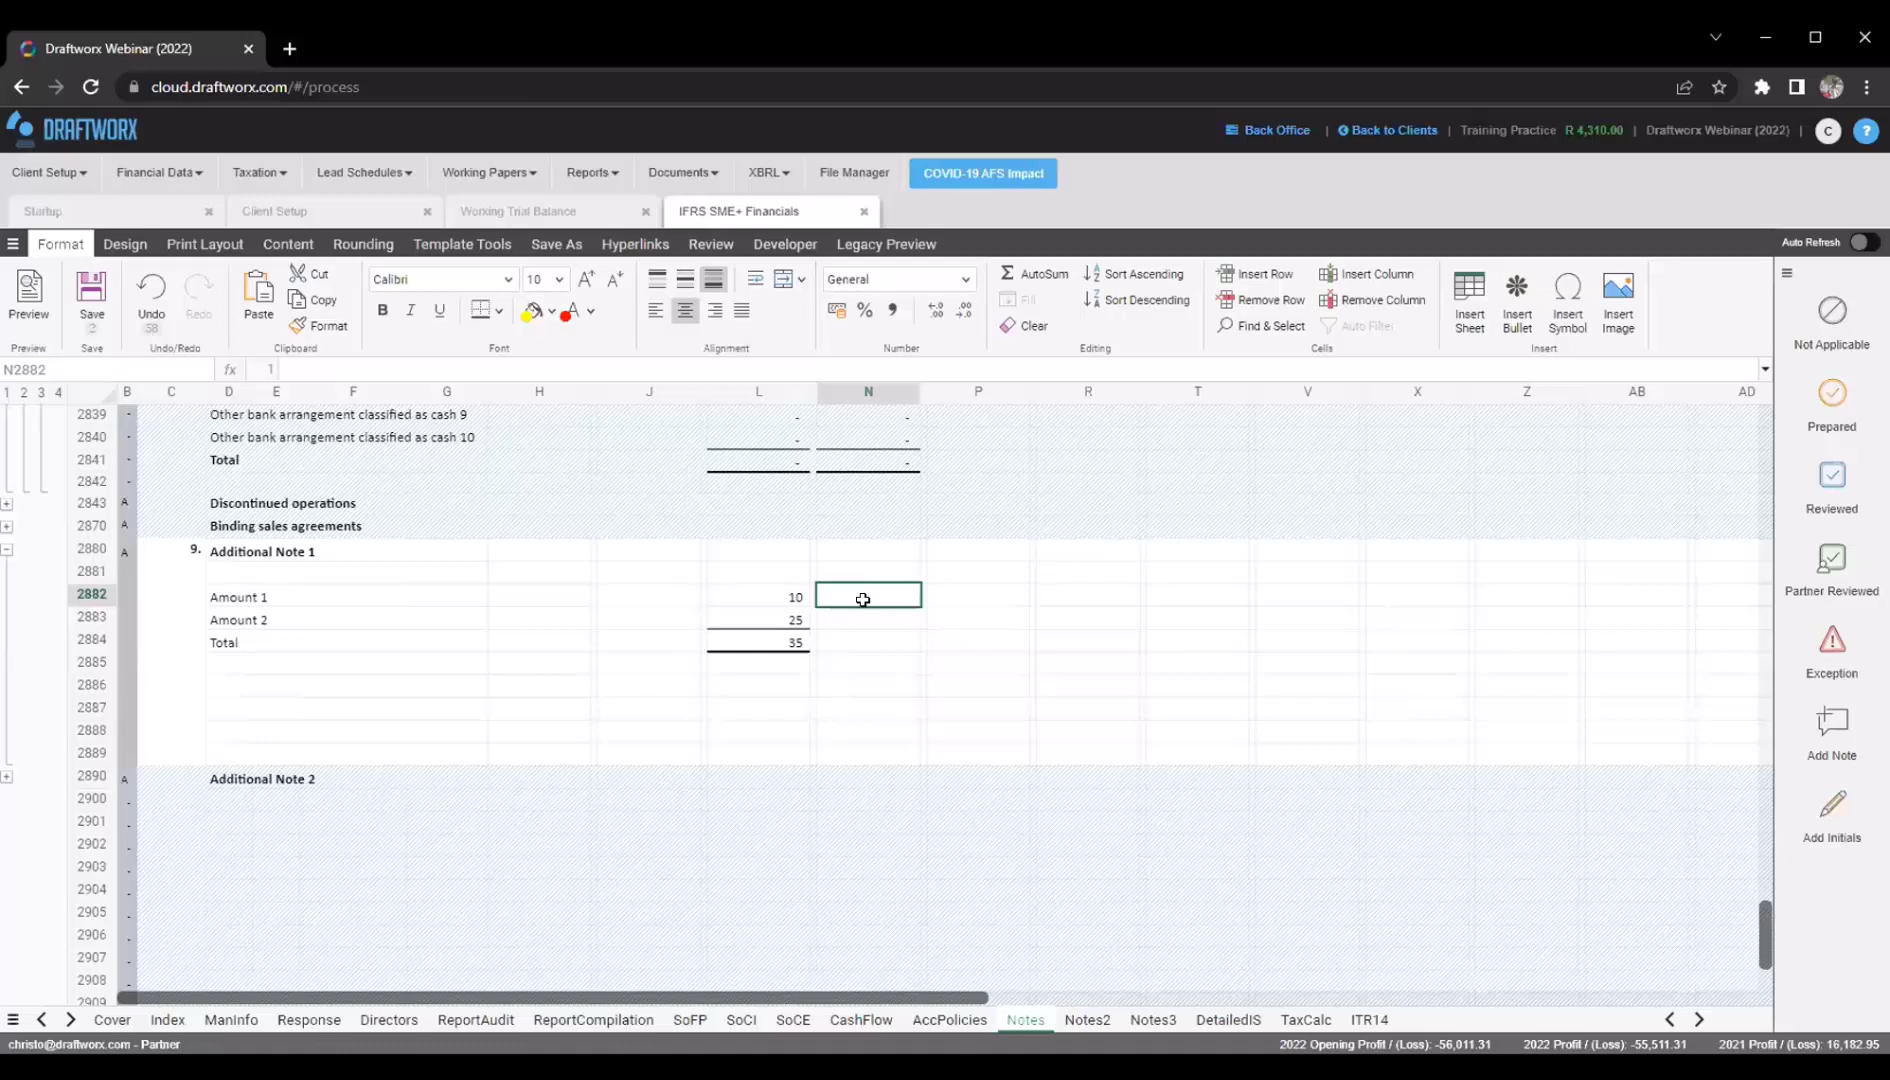 Draftworx Webinar (2022)
cloud.draftworx.com/#/process
DRAFTWORX
Back Office | Back to Clients | Training Practice R 4,310.00 | Draftworx Webinar (2022) | C ?
Client Setup Financial Data Taxation Lead Schedules Working Papers Reports Documents XBRL File Manager COVID-19 AFS Impact
Startup Client Setup Working Trial Balance IFRS SME+ Financials
Format Design Print Layout Content Rounding Template Tools Save As Hyperlinks Review Developer Legacy Preview Auto Refresh
Cut Calibri 10 General AutoSum Sort Ascending Insert Row Insert Column
Copy Fill Sort Descending Remove Row Remove Column
Preview Save Undo Redo Paste Format B I U % Clear Find & Select Auto Filter Insert Sheet Insert Bullet Insert Symbol Insert Image
2 58
Preview Save Undo/Redo Clipboard Font Alignment Number Editing Cells Insert
N2882 fx 1
1 2 3 4 B C D E F G H J L N P R T V X Z AB AD
2839 - Other bank arrangement classified as cash 9 - -
2840 - Other bank arrangement classified as cash 10 - -
2841 - Total - -
2842 -
2843 A Discontinued operations
2870 A Binding sales agreements
2880 A 9. Additional Note 1
2881
2882 Amount 1 10
2883 Amount 2 25
2884 Total 35
2885
2886
2887
2888
2889
2890 A Additional Note 2
2900 -
2901 -
2902 -
2903 -
2904 -
2905 -
2906 -
2907 -
2908 -
2909
Not Applicable
Prepared
Reviewed
Partner Reviewed
Exception
Add Note
Add Initials
Cover Index ManInfo Response Directors ReportAudit ReportCompilation SoFP SoCI SoCE CashFlow AccPolicies Notes Notes2 Notes3 DetailedIS TaxCalc ITR14
christo@draftworx.com - Partner 2022 Opening Profit / (Loss): -56,011.31 2022 Profit / (Loss): -55,511.31 2021 Profit / (Loss): 16,182.95